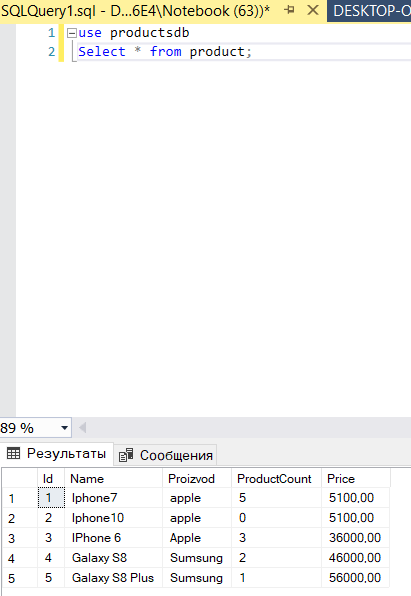 SQLQuery1.sql - D...6E4\Notebook (63))* DESKTOP-O
1 use productsdb
2 Select * from product;
89 %
Результаты Сообщения
Id Name Proizvod ProductCount Price
1 1 Iphone7 apple 5 5100,00
2 2 Iphone10 apple 0 5100,00
3 3 IPhone 6 Apple 3 36000,00
4 4 Galaxy S8 Sumsung 2 46000,00
5 5 Galaxy S8 Plus Sumsung 1 56000,00